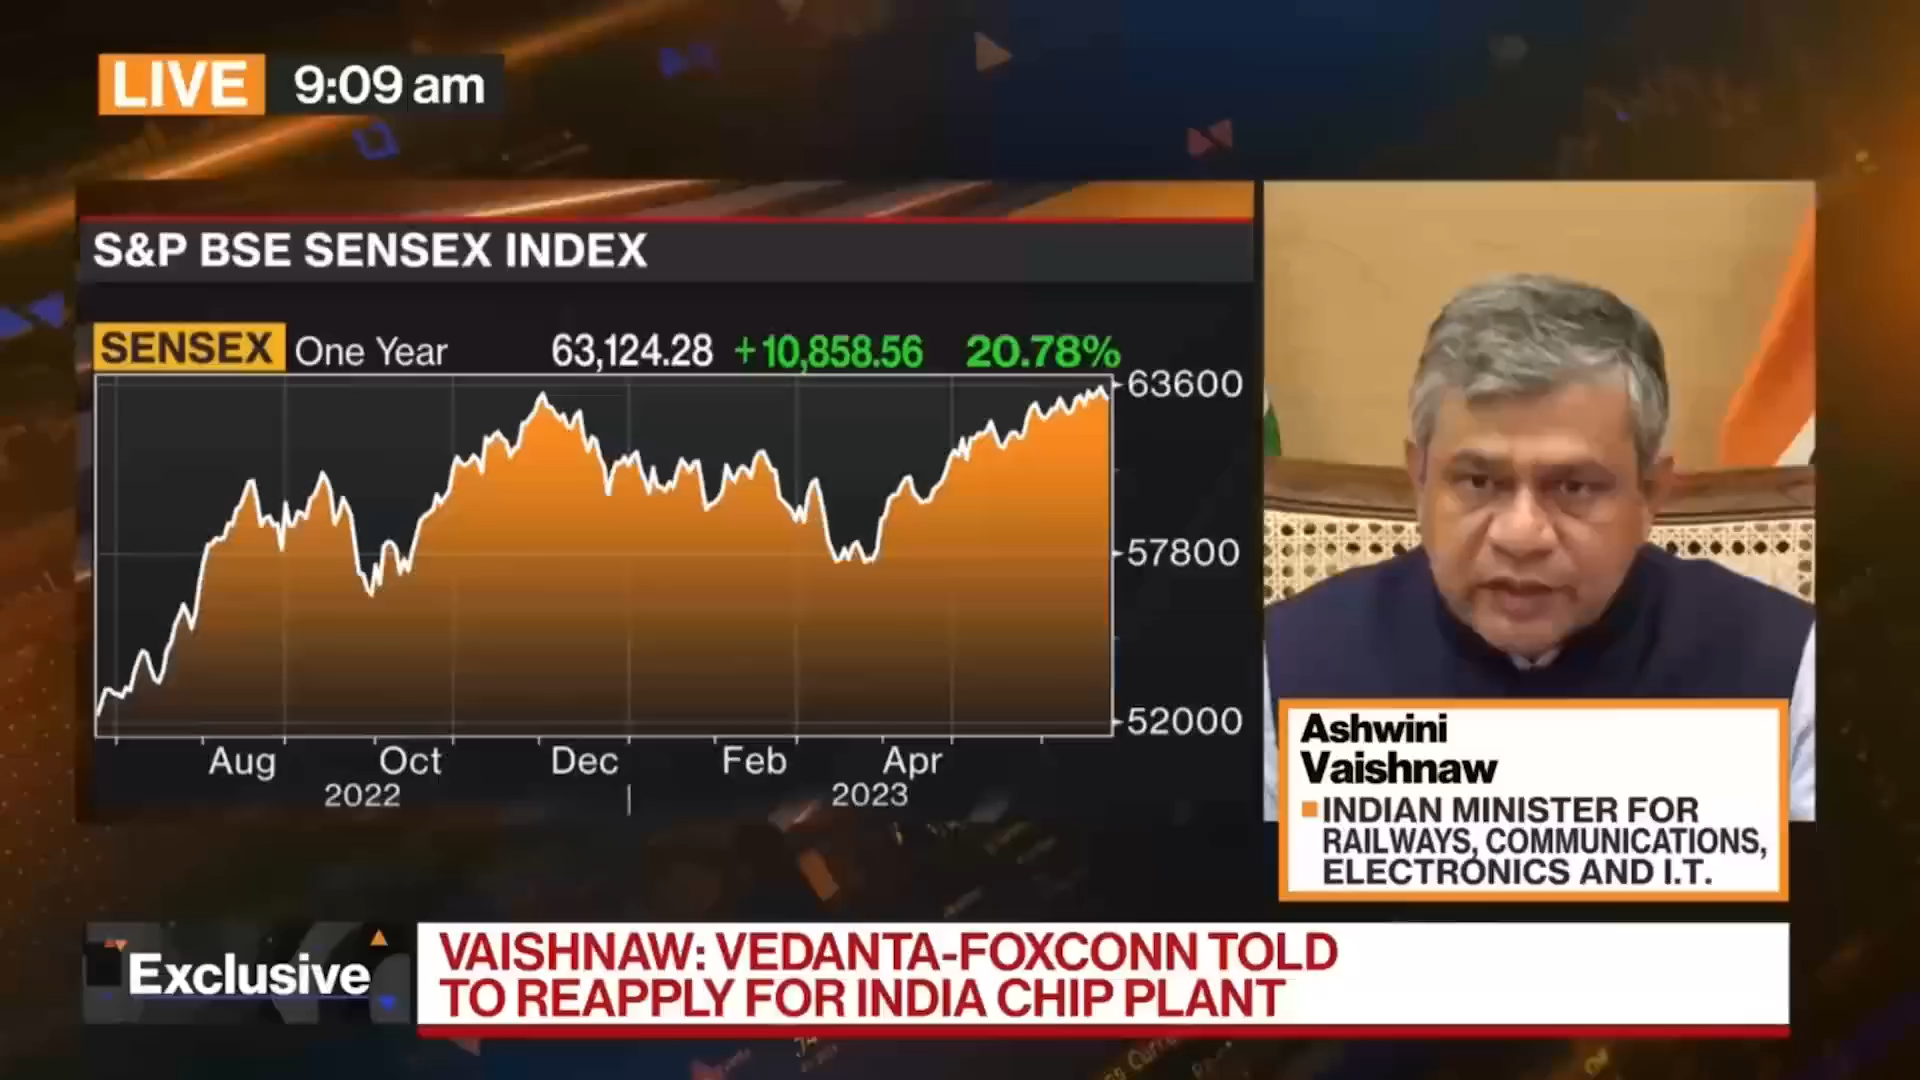 LIVE 9:09 am
S&P BSE SENSEX INDEX
SENSEX One Year 63,124.28 +10,858.56 20.78%
63600
57800
52000
Aug Oct Dec Feb Apr
2022 | 2023
Ashwini
Vaishnaw
INDIAN MINISTER FOR
RAILWAYS, COMMUNICATIONS,
ELECTRONICS AND I.T.
Exclusive
VAISHNAW: VEDANTA-FOXCONN TOLD
TO REAPPLY FOR INDIA CHIP PLANT